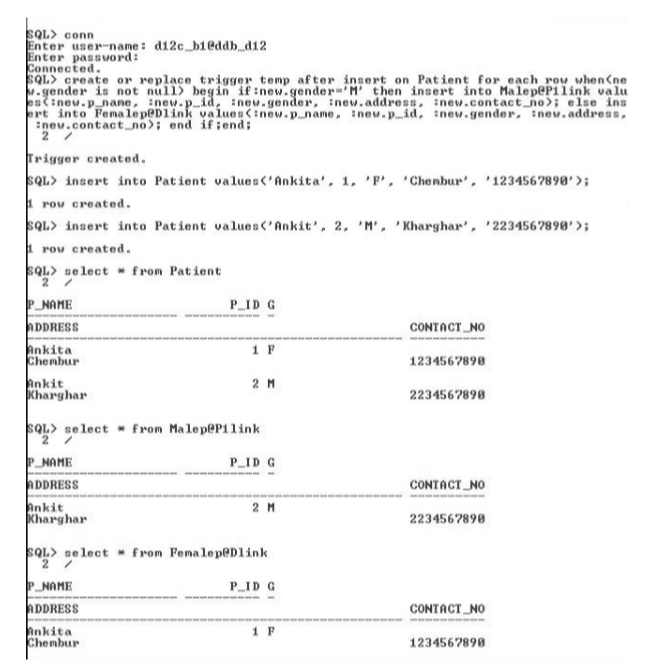 SQL> conn
Enter user-name: d12c_b1@ddb_d12
Enter password:
Connected.
SQL> create or replace trigger temp after insert on Patient for each row when(ne
w.gender is not null) begin if:new.gender='M' then insert into Malep@P1link valu
es(:new.p_name, :new.p_id, :new.gender, :new.address, :new.contact_no); else ins
ert into Femalep@Dlink values(:new.p_name, :new.p_id, :new.gender, :new.address,
:new.contact_no); end if;end;
2 /
Trigger created.
SQL> insert into Patient values('Ankita', 1, 'F', 'Chembur', '1234567890');
1 row created.
SQL> insert into Patient values('Ankit', 2, 'M', 'Kharghar', '2234567890');
1 row created.
SQL> select * from Patient
2 /
P_NAME P_ID G
ADDRESS CONTACT_NO
Ankita 1 F
Chembur 1234567890
Ankit 2 M
Kharghar 2234567890
SQL> select * from Malep@P1link
2 /
P_NAME P_ID G
ADDRESS CONTACT_NO
Ankit 2 M
Kharghar 2234567890
SQL> select * from Femalep@Dlink
2 /
P_NAME P_ID G
ADDRESS CONTACT_NO
Ankita 1 F
Chembur 1234567890